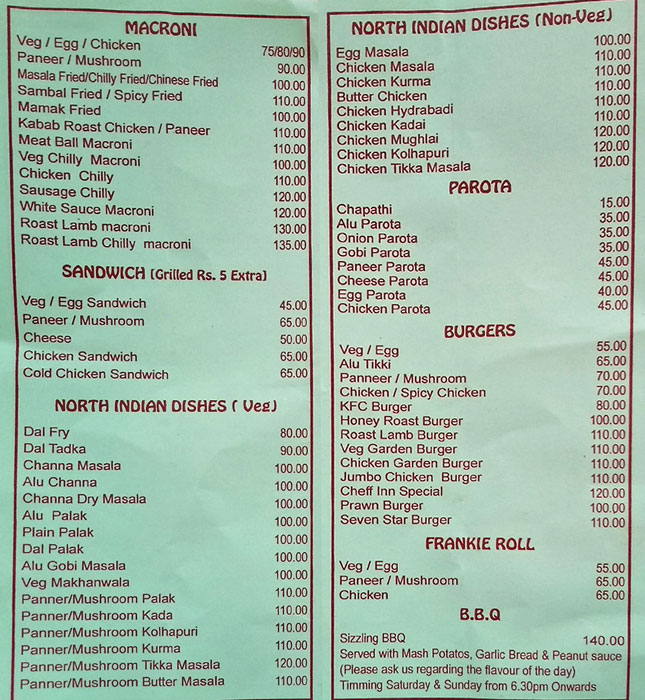 MACRONI
Veg / Egg / Chicken 75/80/90
Paneer / Mushroom 90.00
Masala Fried/Chilly Fried/Chinese Fried 100.00
Sambal Fried / Spicy Fried 110.00
Mamak Fried 100.00
Kabab Roast Chicken / Paneer 110.00
Meat Ball Macroni 110.00
Veg Chilly Macroni 100.00
Chicken Chilly 110.00
Sausage Chilly 120.00
White Sauce Macroni 120.00
Roast Lamb macroni 130.00
Roast Lamb Chilly macroni 135.00
SANDWICH (Grilled Rs. 5 Extra)
Veg / Egg Sandwich 45.00
Paneer / Mushroom 65.00
Cheese 50.00
Chicken Sandwich 65.00
Cold Chicken Sandwich 65.00
NORTH INDIAN DISHES ( Veg)
Dal Fry 80.00
Dal Tadka 90.00
Channa Masala 100.00
Alu Channa 100.00
Channa Dry Masala 100.00
Alu Palak 100.00
Plain Palak 100.00
Dal Palak 100.00
Alu Gobi Masala 100.00
Veg Makhanwala 100.00
Panner/Mushroom Palak 110.00
Panner/Mushroom Kada 110.00
Panner/Mushroom Kolhapuri 110.00
Panner/Mushroom Kurma 110.00
Panner/Mushroom Tikka Masala 120.00
Panner/Mushroom Butter Masala 110.00
NORTH INDIAN DISHES (Non-Veg)
Egg Masala 100.00
Chicken Masala 110.00
Chicken Kurma 110.00
Butter Chicken 110.00
Chicken Hydrabadi 110.00
Chicken Kadai 110.00
Chicken Mughlai 120.00
Chicken Kolhapuri 120.00
Chicken Tikka Masala 120.00
PAROTA
Chapathi 15.00
Alu Parota 35.00
Onion Parota 35.00
Gobi Parota 35.00
Paneer Parota 45.00
Cheese Parota 45.00
Egg Parota 40.00
Chicken Parota 45.00
BURGERS
Veg / Egg 55.00
Alu Tikki 65.00
Panneer / Mushroom 70.00
Chicken / Spicy Chicken 70.00
KFC Burger 80.00
Honey Roast Burger 100.00
Roast Lamb Burger 110.00
Veg Garden Burger 110.00
Chicken Garden Burger 110.00
Jumbo Chicken Burger 110.00
Cheff Inn Special 120.00
Prawn Burger 100.00
Seven Star Burger 110.00
FRANKIE ROLL
Veg / Egg 55.00
Paneer / Mushroom 65.00
Chicken 65.00
B.B.Q
Sizzling BBQ 140.00
Served with Mash Potatos, Garlic Bread & Peanut sauce
(Please ask us regarding the flavour of the day)
Timming Saturday & Sunday from 6.30pm Onwards